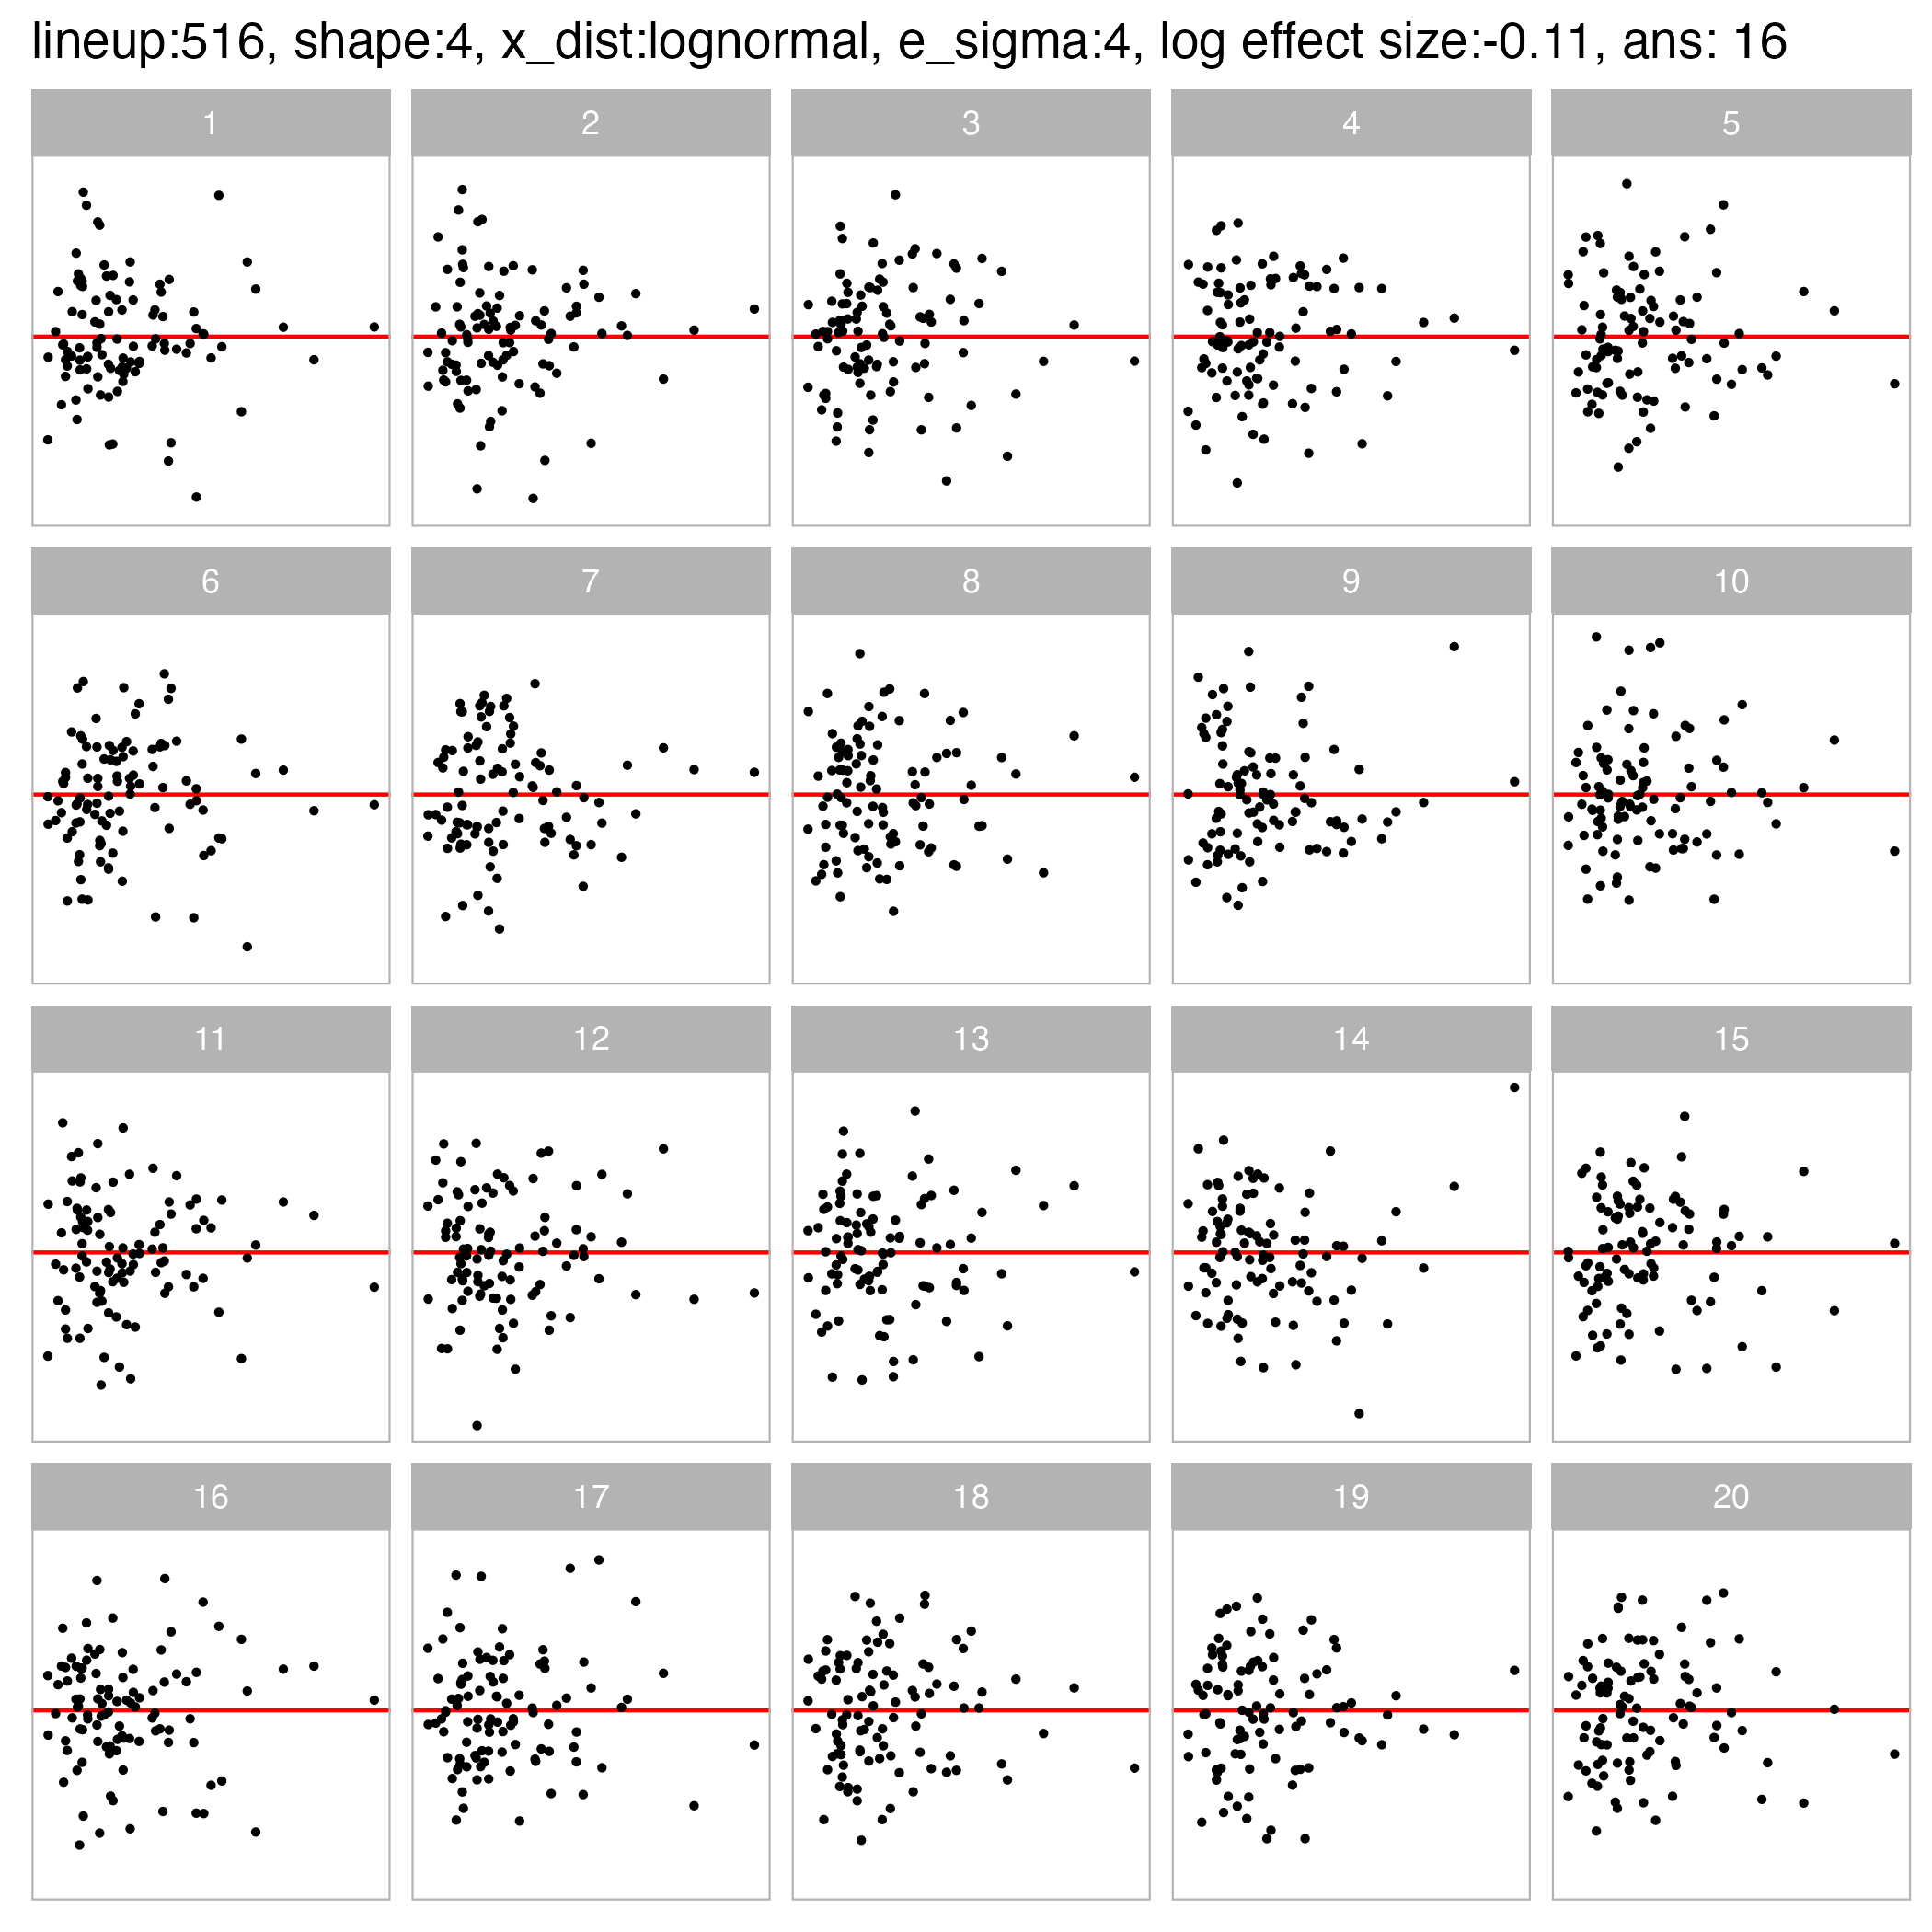 lineup:516, shape:4, x_dist:lognormal, e_sigma:4, log effect size:-0.11, ans: 16
1 2 3 4 5
6 7 8 9 10
11 12 13 14 15
16 17 18 19 20